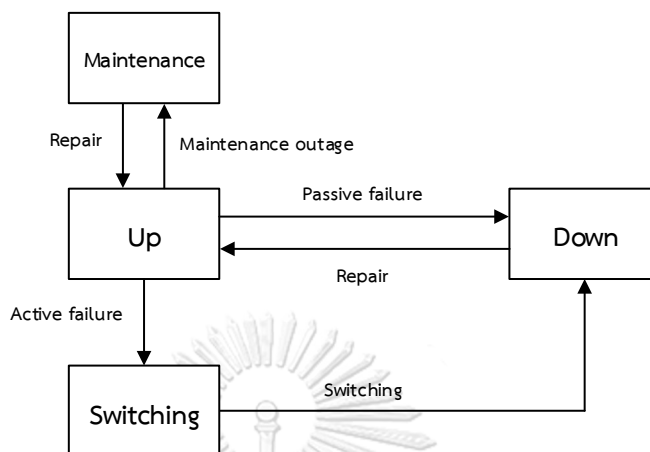 Maintenance
Repair
Maintenance outage
Passive failure
Up
Down
Repair
Active failure
Switching
Switching